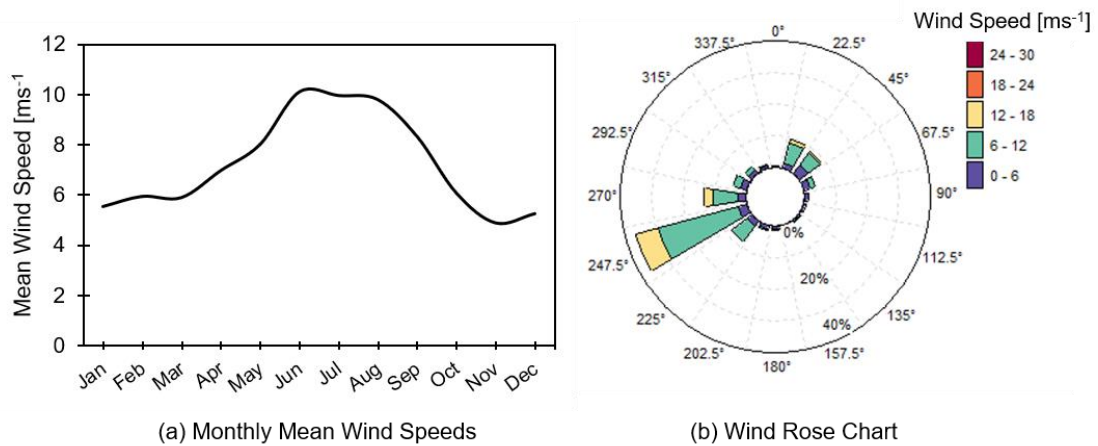 12
10
8
6
4
2
0
Mean Wind Speed [ms-1]
Jan
Feb
Mar
Apr
May
Jun
Jul
Aug
Sep
Oct
Nov
Dec
(a) Monthly Mean Wind Speeds
Wind Speed [ms-1]
24 - 30
18 - 24
12 - 18
6 - 12
0 - 6
0°
22.5°
45°
67.5°
90°
112.5°
135°
157.5°
180°
202.5°
225°
247.5°
270°
292.5°
315°
337.5°
0%
20%
40%
(b) Wind Rose Chart